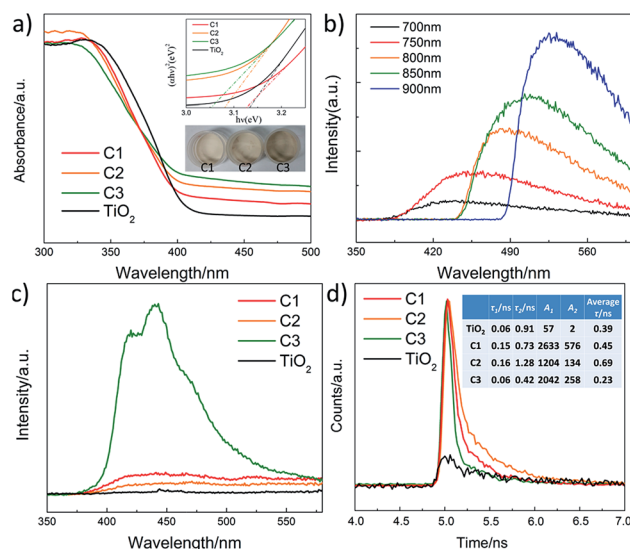 a)
Absorbance/a.u.
C1
C2
C3
TiO2
300 350 400 450 500
Wavelength/nm
(αhν)2(eV)2
C1
C2
C3
TiO2
3.0 3.1 3.2
hν(eV)
C1 C2 C3
b)
Intensity(a.u.)
700nm
750nm
800nm
850nm
900nm
350 420 490 560
Wavelength/nm
c)
Intensity/a.u.
C1
C2
C3
TiO2
350 400 450 500 550
Wavelength/nm
d)
Counts/a.u.
C1
C2
C3
TiO2
τ1/ns τ2/ns A1 A2 Average τ/ns
TiO2 0.06 0.91 57 2 0.39
C1 0.15 0.73 2633 576 0.45
C2 0.16 1.28 1204 134 0.69
C3 0.06 0.42 2042 258 0.23
4.0 4.5 5.0 5.5 6.0 6.5 7.0
Time/ns